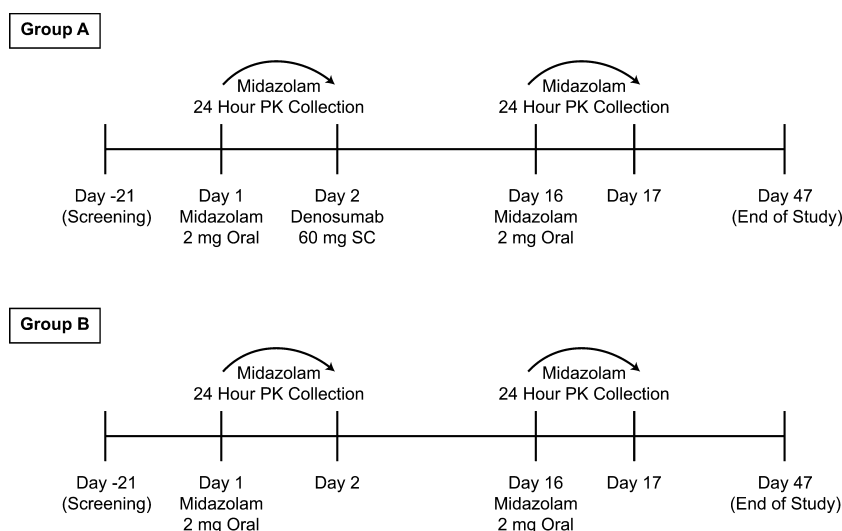 Group A
Midazolam
24 Hour PK Collection
Midazolam
24 Hour PK Collection
Day -21
(Screening)
Day 1
Midazolam
2 mg Oral
Day 2
Denosumab
60 mg SC
Day 16
Midazolam
2 mg Oral
Day 17
Day 47
(End of Study)
Group B
Midazolam
24 Hour PK Collection
Midazolam
24 Hour PK Collection
Day -21
(Screening)
Day 1
Midazolam
2 mg Oral
Day 2
Day 16
Midazolam
2 mg Oral
Day 17
Day 47
(End of Study)